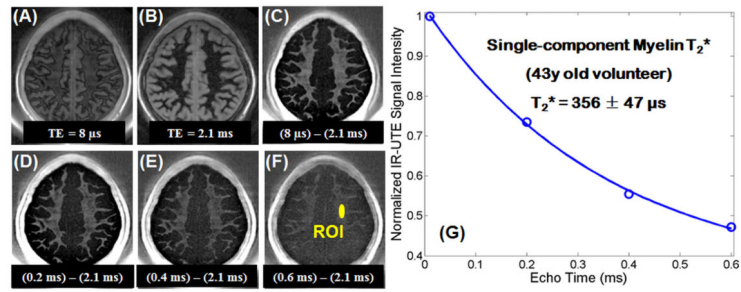 (A)
TE = 8 µs
(B)
TE = 2.1 ms
(C)
(8 µs) – (2.1 ms)
(D)
(0.2 ms) – (2.1 ms)
(E)
(0.4 ms) – (2.1 ms)
(F)
ROI
(0.6 ms) – (2.1 ms)
Normalized IR-UTE Signal Intensity
1
0.9
0.8
0.7
0.6
0.5
0.4
Single-component Myelin T2*
(43y old volunteer)
T2* = 356 ± 47 µs
(G)
0
0.1
0.2
0.3
0.4
0.5
0.6
Echo Time (ms)